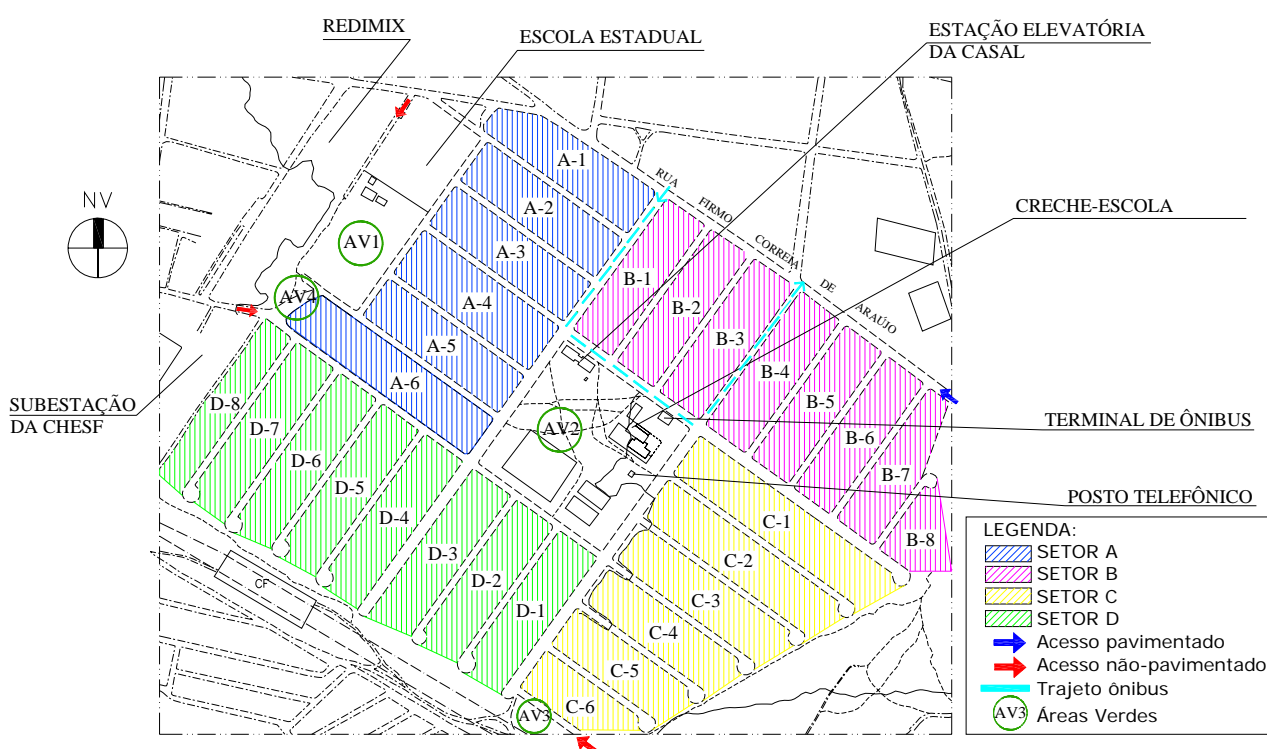 REDIMIX
ESCOLA ESTADUAL
ESTAÇÃO ELEVATÓRIA
DA CASAL
NV
A-1
RUA FIRMO CORREIA DE ARAÚJO
A-2
CRECHE-ESCOLA
AV1
A-3
B-1
AV4
A-4
B-2
A-5
B-3
B-4
A-6
SUBESTAÇÃO
DA CHESF
D-8
B-5
TERMINAL DE ÔNIBUS
D-7
AV2
B-6
D-6
B-7
D-5
POSTO TELEFÔNICO
D-4
C-1
B-8
D-3
C-2
D-2
C-3
CF
D-1
C-4
C-5
C-6
AV3
LEGENDA:
SETOR A
SETOR B
SETOR C
SETOR D
Acesso pavimentado
Acesso não-pavimentado
Trajeto ônibus
AV3 Áreas Verdes